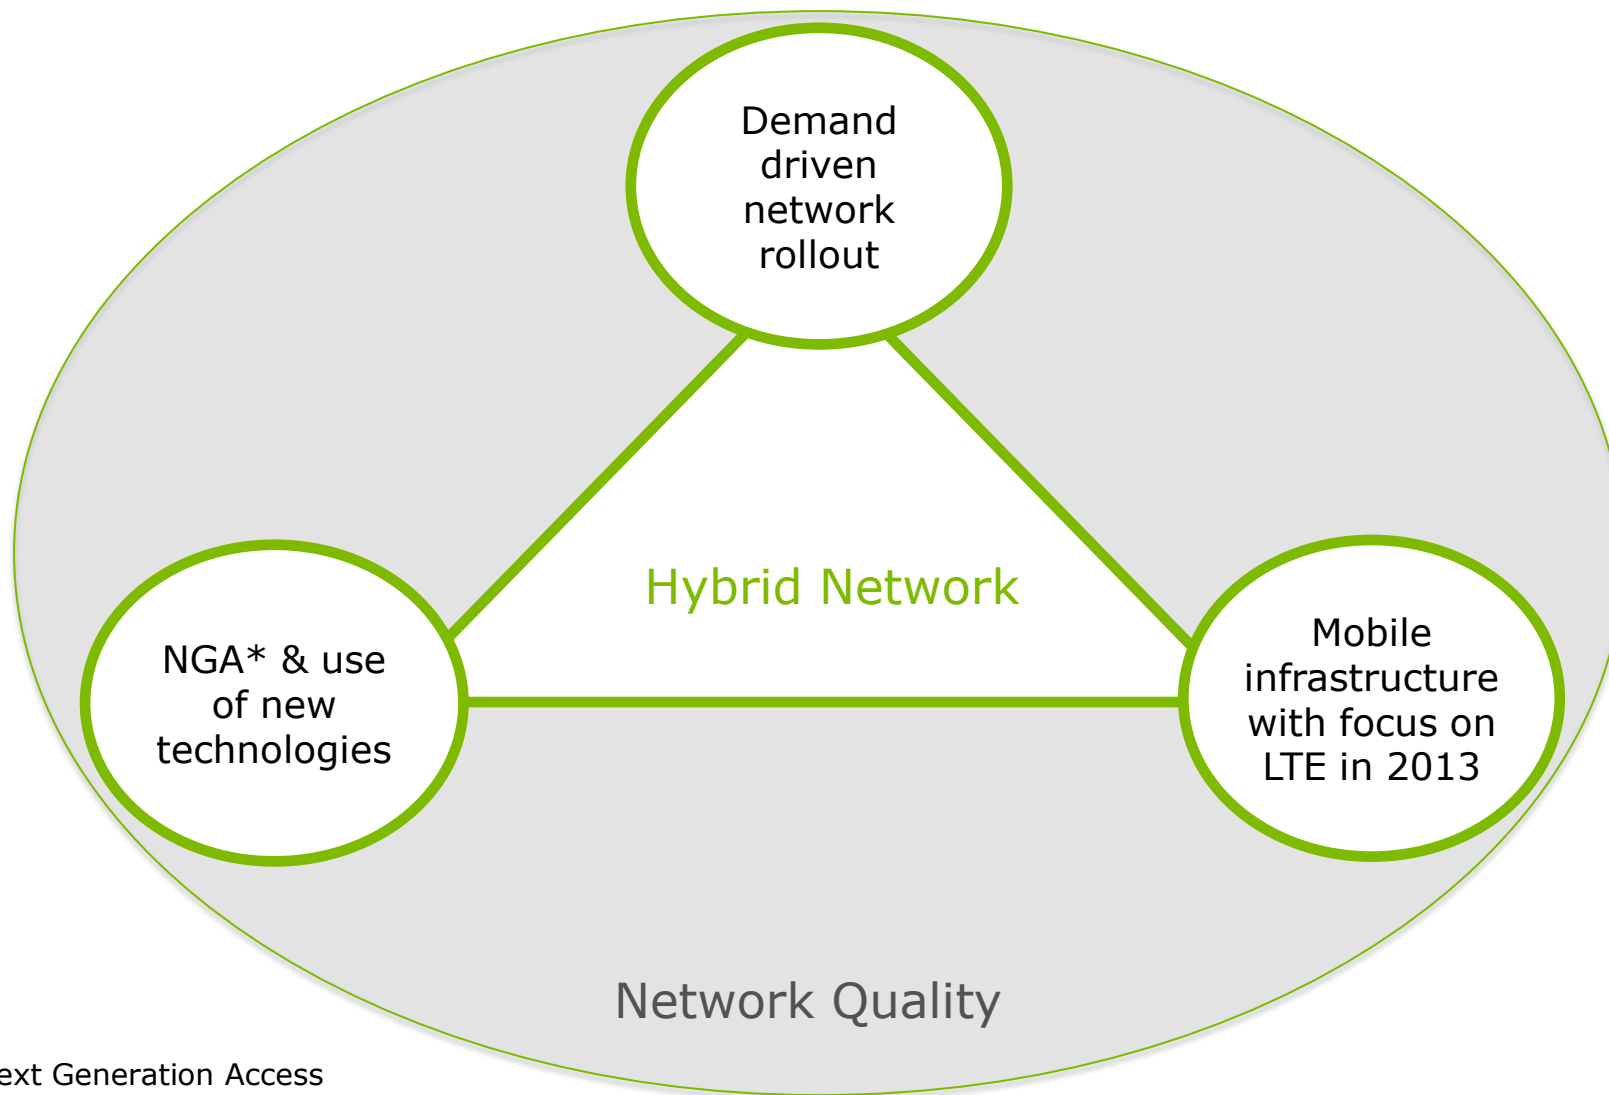 Demand
driven
network
rollout
Hybrid Network
NGA* & use
of new
technologies
Mobile
infrastructure
with focus on
LTE in 2013
Network Quality
ext Generation Access